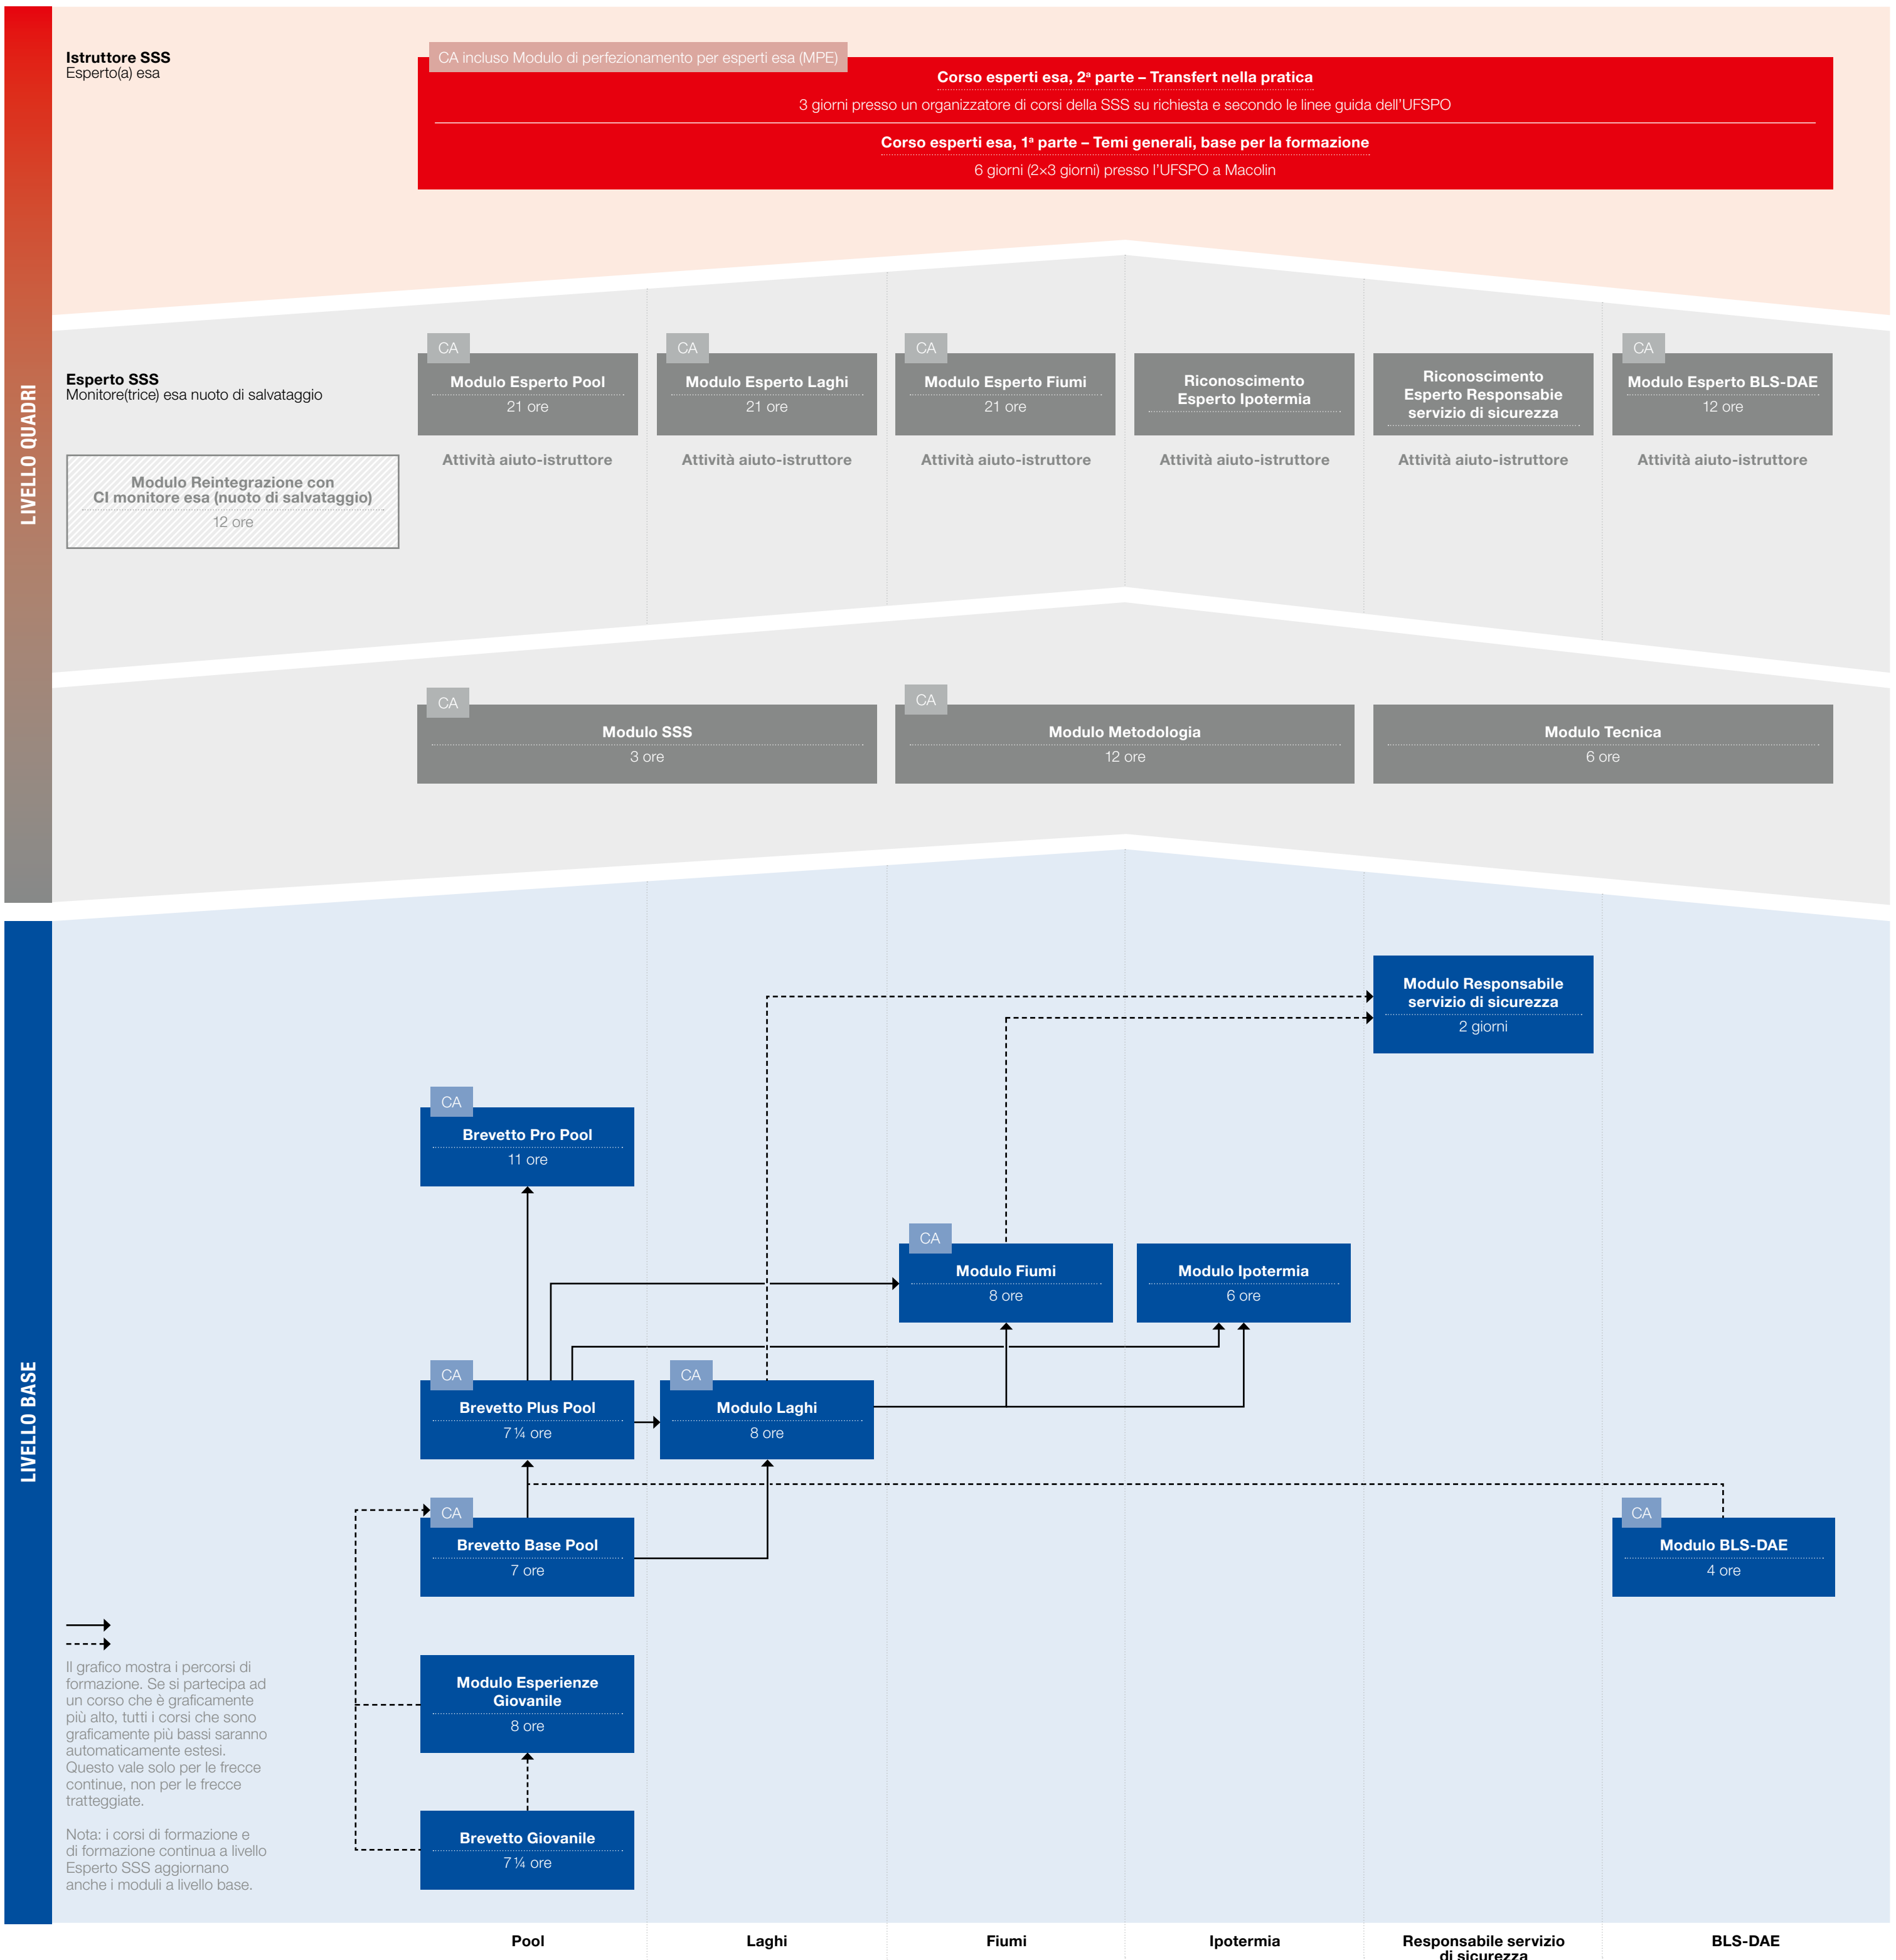 Istruttore SSS
Esperto(a) esa
CA incluso Modulo di perfezionamento per esperti esa (MPE)
Corso esperti esa, 2ª parte – Transfert nella pratica
3 giorni presso un organizzatore di corsi della SSS su richiesta e secondo le linee guida dell'UFSPO
Corso esperti esa, 1ª parte – Temi generali, base per la formazione
6 giorni (2×3 giorni) presso l'UFSPO a Macolin
LIVELLO QUADRI
Esperto SSS
Monitore(trice) esa nuoto di salvataggio
Modulo Reintegrazione con
CI monitore esa (nuoto di salvataggio)
12 ore
CA
Modulo Esperto Pool
21 ore
Attività aiuto-istruttore
CA
Modulo Esperto Laghi
21 ore
Attività aiuto-istruttore
CA
Modulo Esperto Fiumi
21 ore
Attività aiuto-istruttore
Riconoscimento
Esperto Ipotermia
Attività aiuto-istruttore
Riconoscimento
Esperto Responsabie
servizio di sicurezza
Attività aiuto-istruttore
CA
Modulo Esperto BLS-DAE
12 ore
Attività aiuto-istruttore
CA
Modulo SSS
3 ore
CA
Modulo Metodologia
12 ore
Modulo Tecnica
6 ore
LIVELLO BASE
Modulo Responsabile
servizio di sicurezza
2 giorni
CA
Brevetto Pro Pool
11 ore
CA
Modulo Fiumi
8 ore
Modulo Ipotermia
6 ore
CA
Brevetto Plus Pool
7 ¼ ore
CA
Modulo Laghi
8 ore
CA
Brevetto Base Pool
7 ore
CA
Modulo BLS-DAE
4 ore
Modulo Esperienze
Giovanile
8 ore
Brevetto Giovanile
7 ¼ ore
Il grafico mostra i percorsi di
formazione. Se si partecipa ad
un corso che è graficamente
più alto, tutti i corsi che sono
graficamente più bassi saranno
automaticamente estesi.
Questo vale solo per le frecce
continue, non per le frecce
tratteggiate.
Nota: i corsi di formazione e
di formazione continua a livello
Esperto SSS aggiornano
anche i moduli a livello base.
Pool
Laghi
Fiumi
Ipotermia
Responsabile servizio
di sicurezza
BLS-DAE